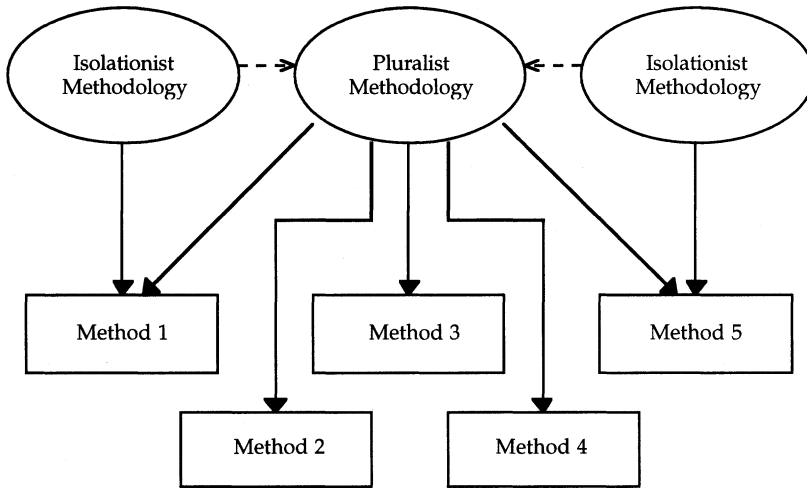 Isolationist
Methodology
Pluralist
Methodology
Isolationist
Methodology
Method 1
Method 3
Method 5
Method 2
Method 4